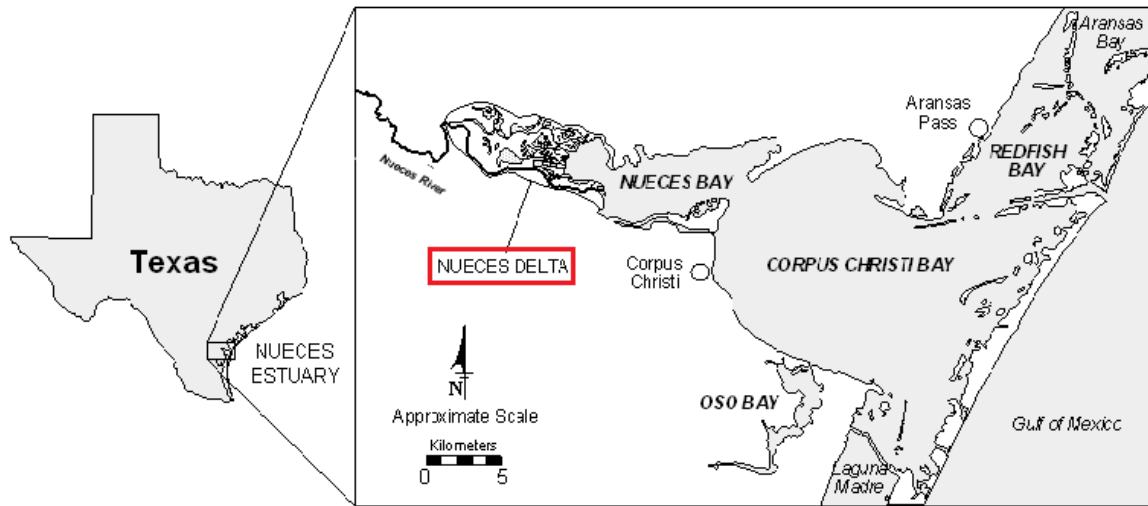 Texas
NUECES
ESTUARY
Nueces River
NUECES DELTA
NUECES BAY
Corpus
Christi
CORPUS CHRISTI BAY
Aransas
Pass
REDFISH
BAY
Aransas
Bay
OSO BAY
Laguna
Madre
Gulf of Mexico
N
Approximate Scale
Kilometers
0 5